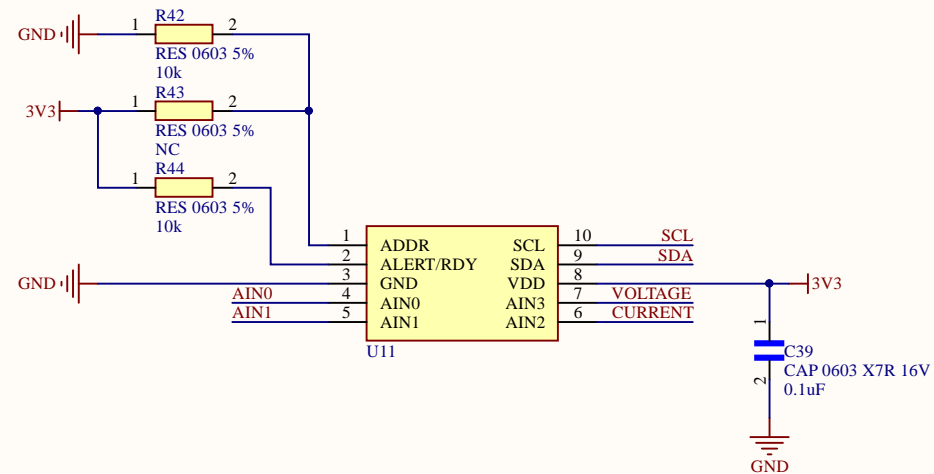 R42
GND 1 2
RES 0603 5%
10k
R43
3V3 1 2
RES 0603 5%
NC
R44
1 2
RES 0603 5%
10k
1 ADDR SCL 10 SCL
2 ALERT/RDY SDA 9 SDA
GND 3 GND VDD 8 3V3
AIN0 4 AIN0 AIN3 7 VOLTAGE
AIN1 5 AIN1 AIN2 6 CURRENT
U11
1
C39
CAP 0603 X7R 16V
2
0.1uF
GND